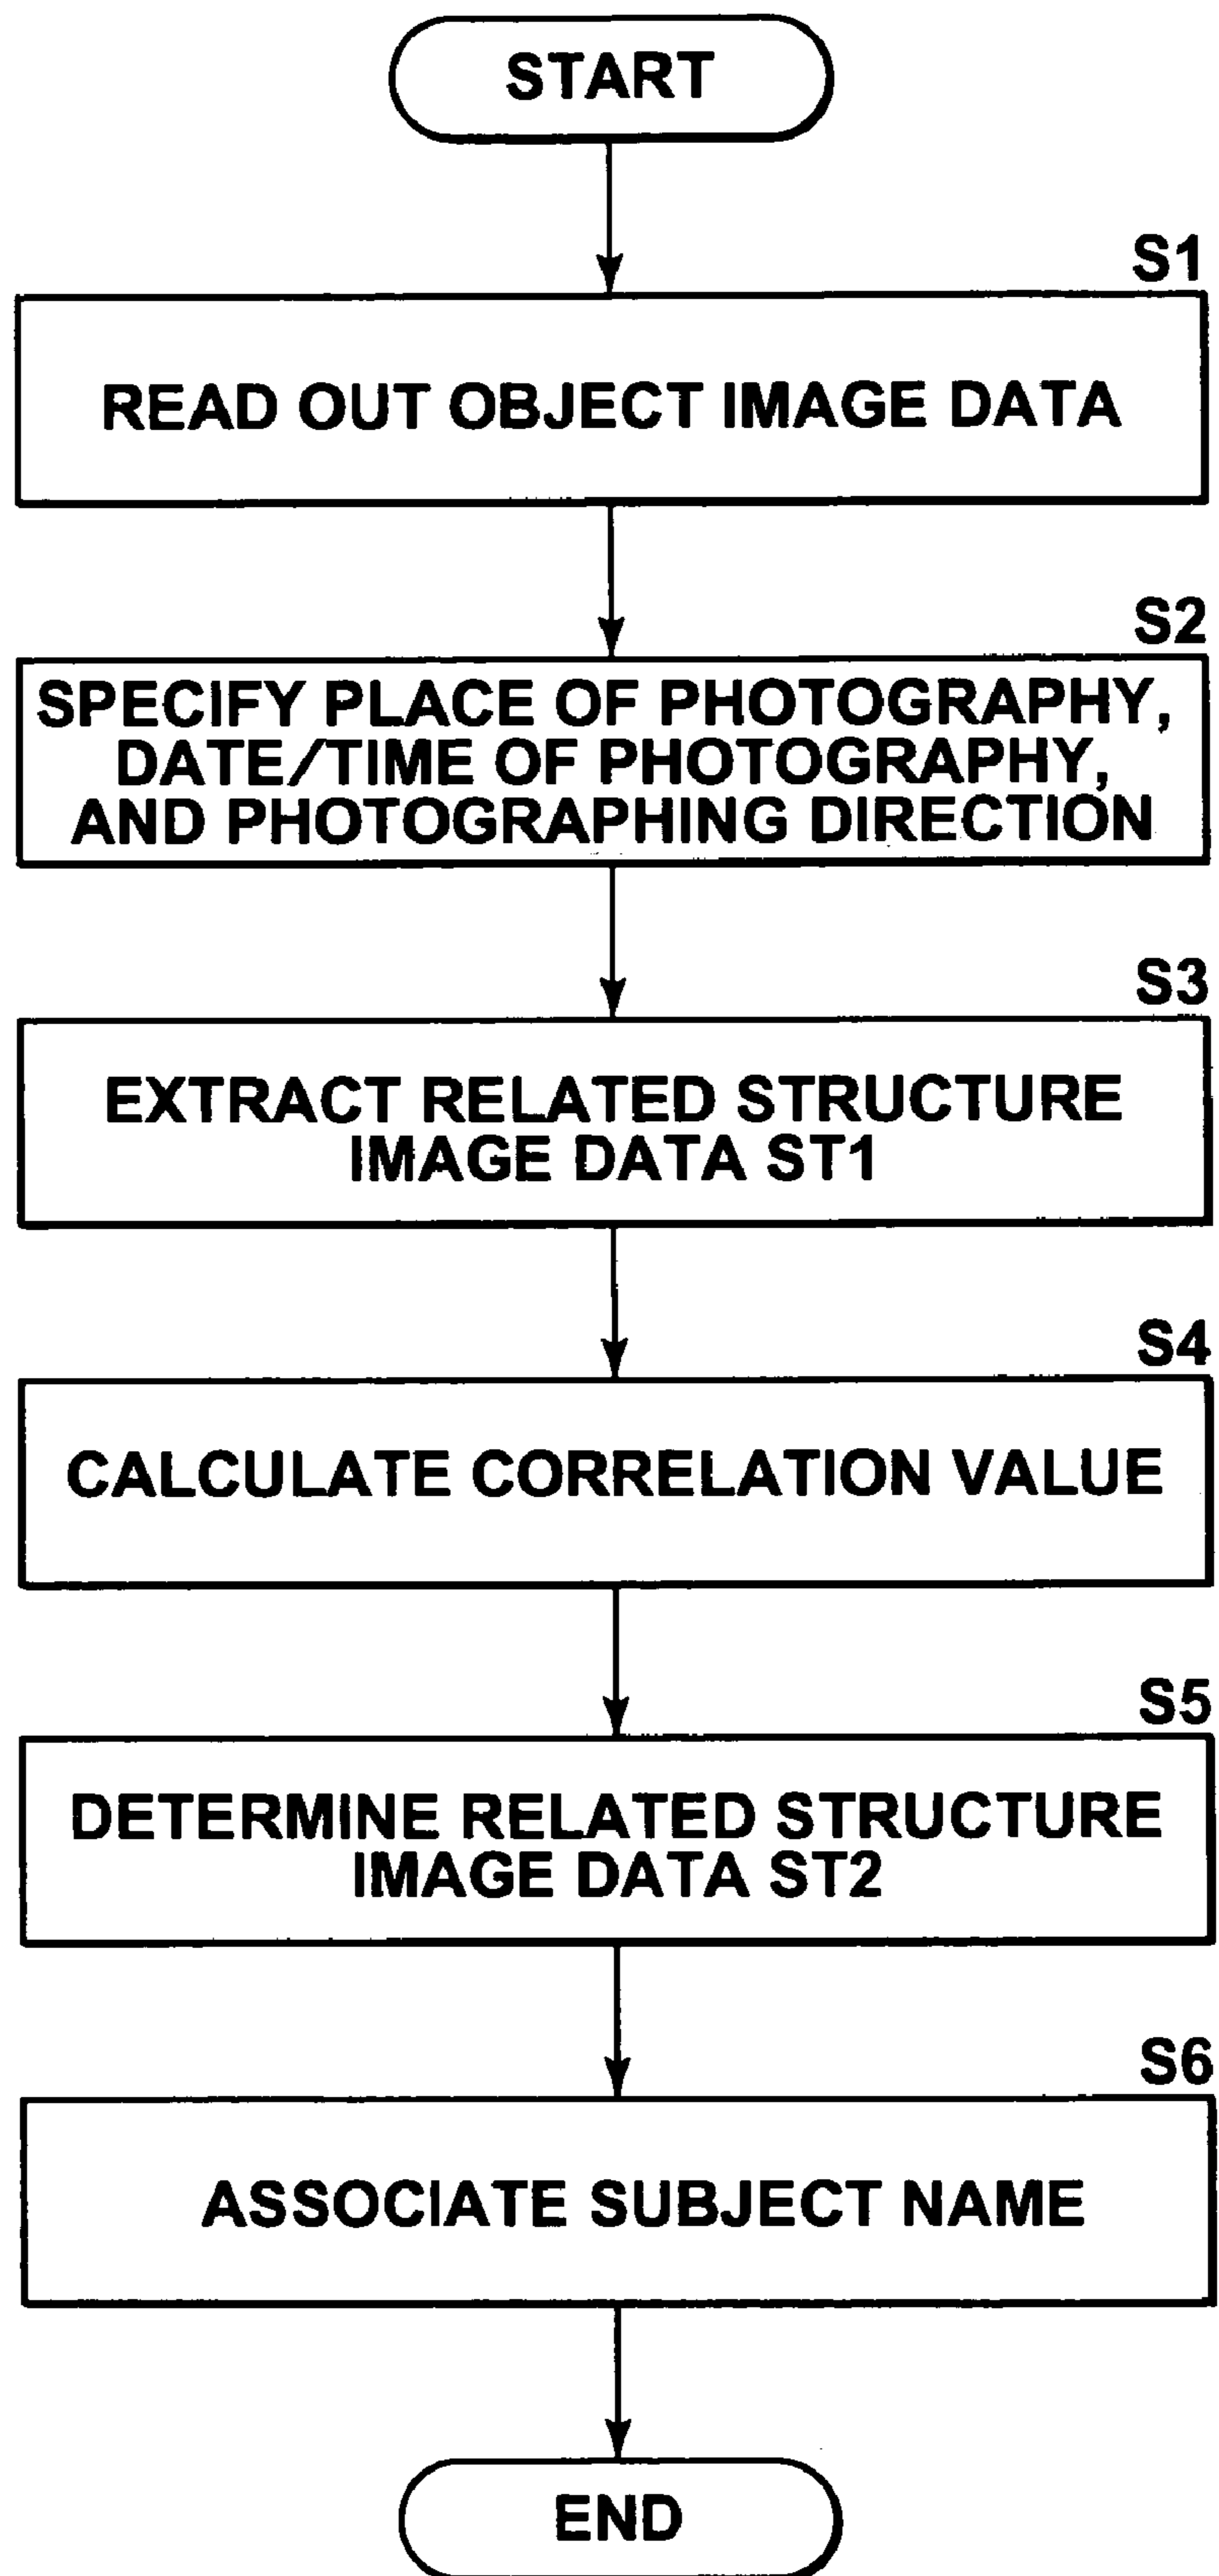 START
S1
READ OUT OBJECT IMAGE DATA
S2
SPECIFY PLACE OF PHOTOGRAPHY,
DATE/TIME OF PHOTOGRAPHY,
AND PHOTOGRAPHING DIRECTION
S3
EXTRACT RELATED STRUCTURE
IMAGE DATA ST1
S4
CALCULATE CORRELATION VALUE
S5
DETERMINE RELATED STRUCTURE
IMAGE DATA ST2
S6
ASSOCIATE SUBJECT NAME
END